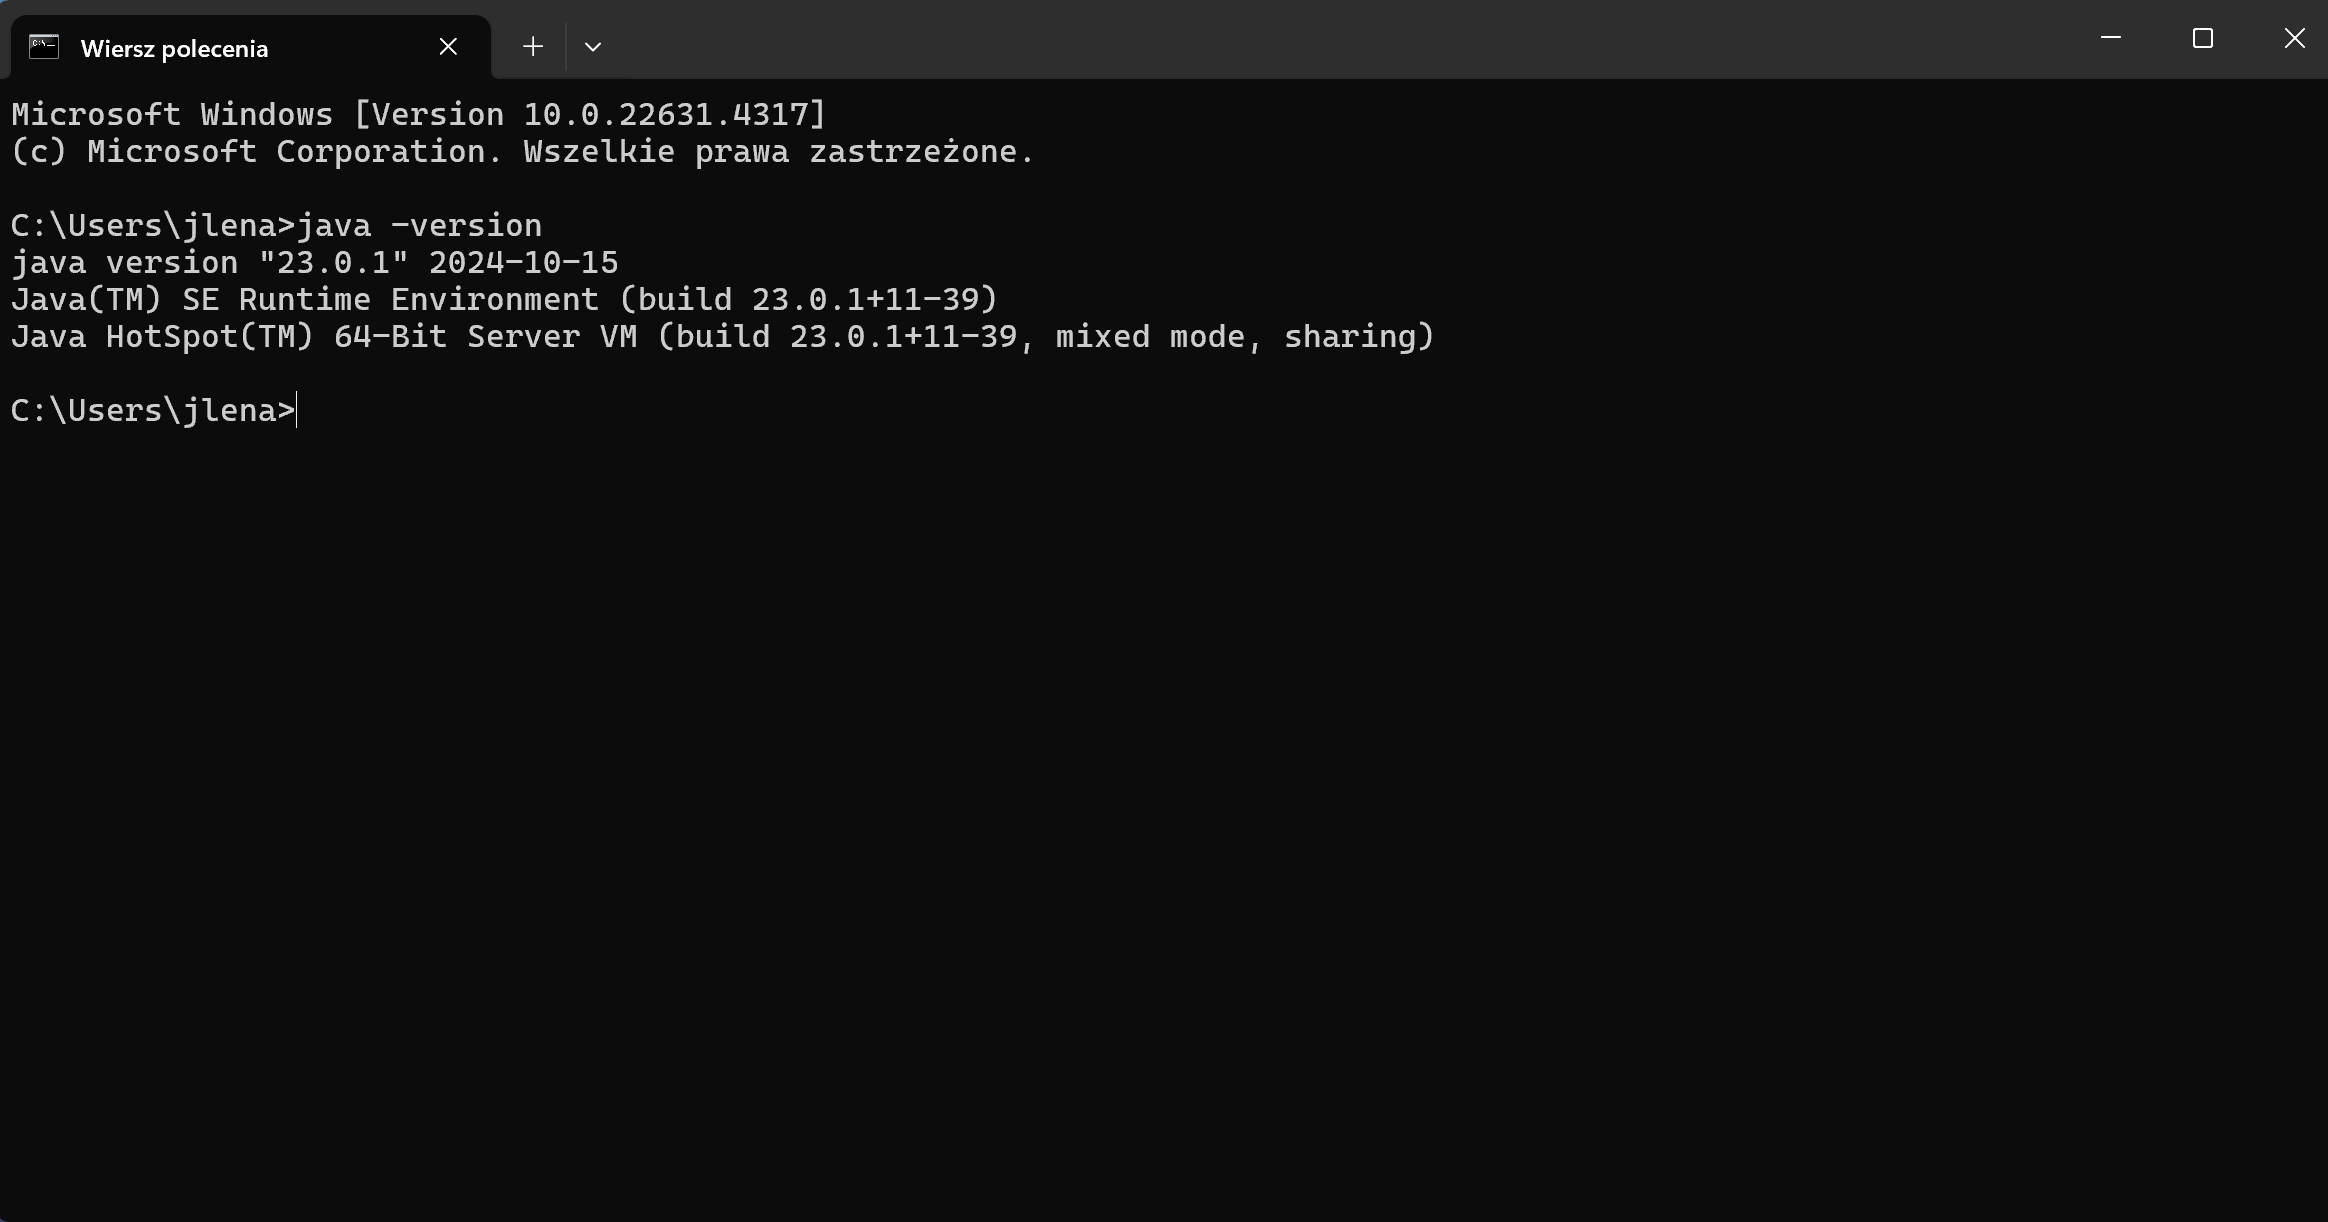 Wiersz polecenia
Microsoft Windows [Version 10.0.22631.4317]
(c) Microsoft Corporation. Wszelkie prawa zastrzeżone.
C:\Users\jlena>java -version
java version "23.0.1" 2024-10-15
Java(TM) SE Runtime Environment (build 23.0.1+11-39)
Java HotSpot(TM) 64-Bit Server VM (build 23.0.1+11-39, mixed mode, sharing)
C:\Users\jlena>